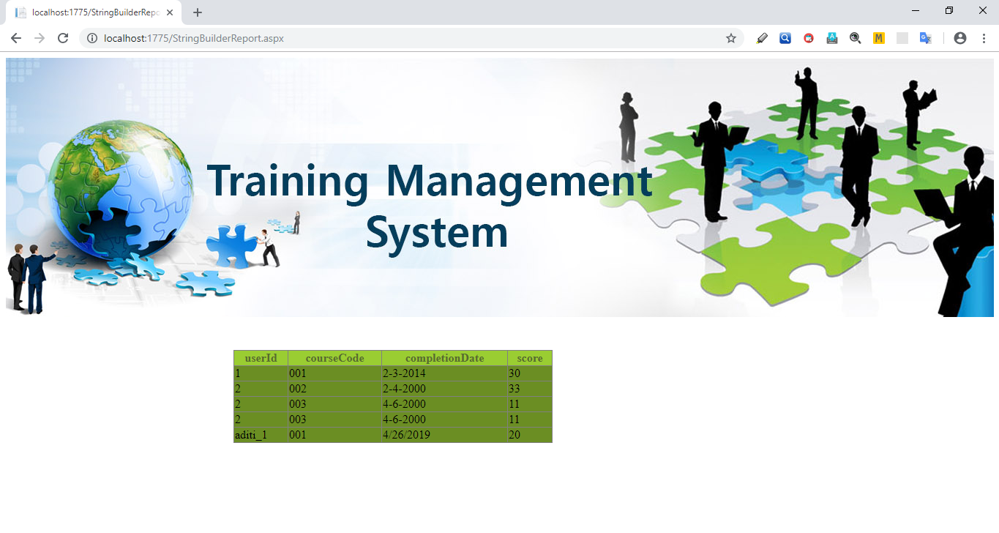 localhost:1775/StringBuilderRepo
localhost:1775/StringBuilderReport.aspx
M
Training Management
System
userId courseCode completionDate score
1 001 2-3-2014 30
2 002 2-4-2000 33
2 003 4-6-2000 11
2 003 4-6-2000 11
aditi_1 001 4/26/2019 20